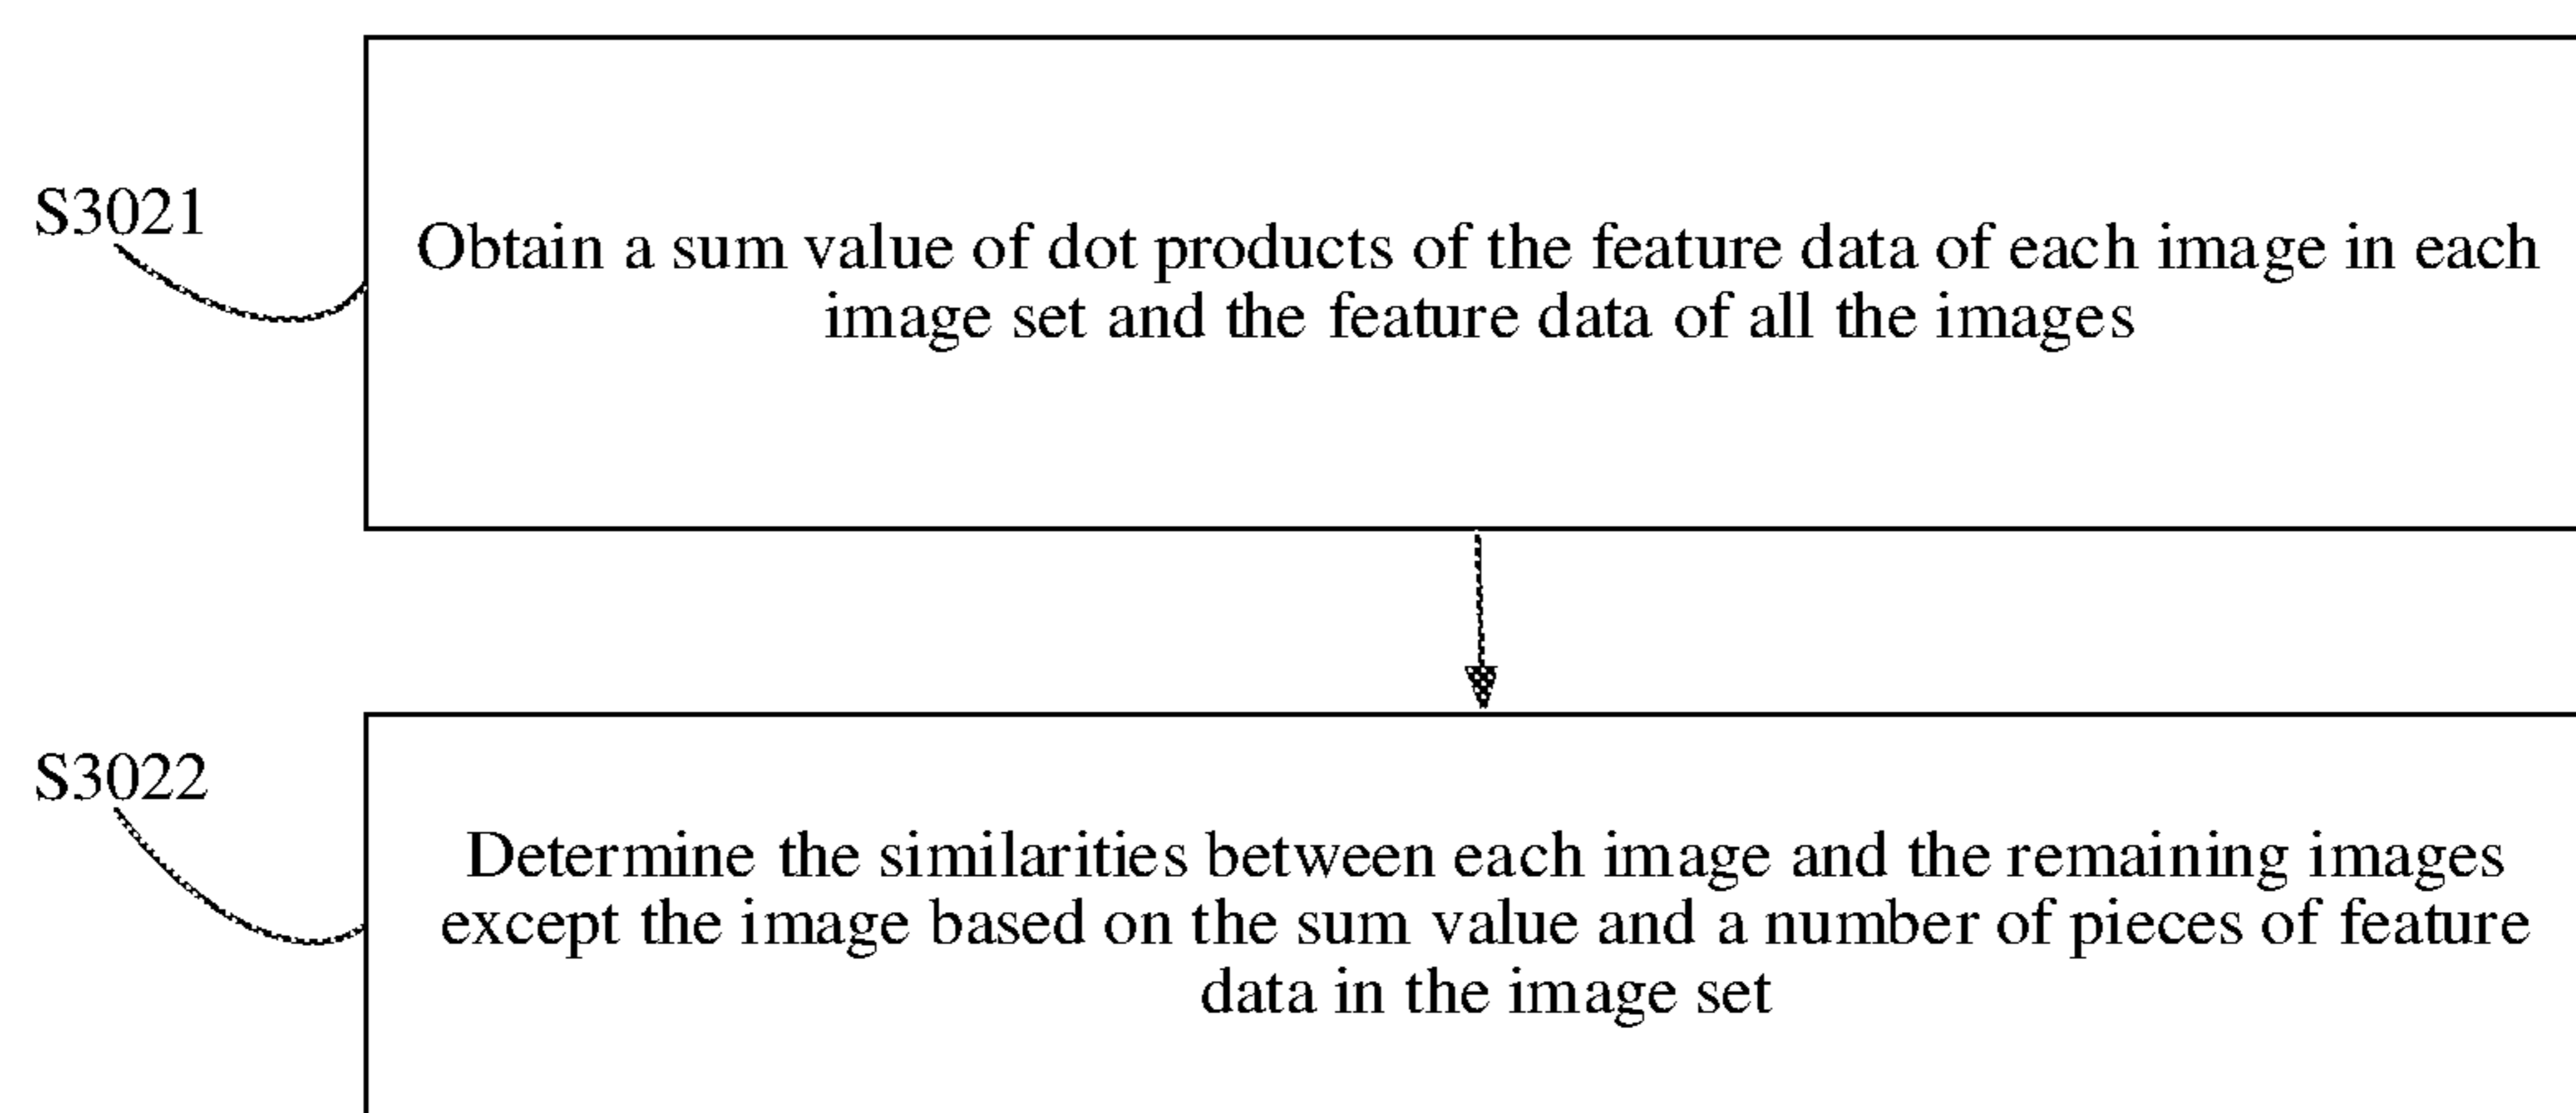 S3021
Obtain a sum value of dot products of the feature data of each image in each
image set and the feature data of all the images
S3022
Determine the similarities between each image and the remaining images
except the image based on the sum value and a number of pieces of feature
data in the image set